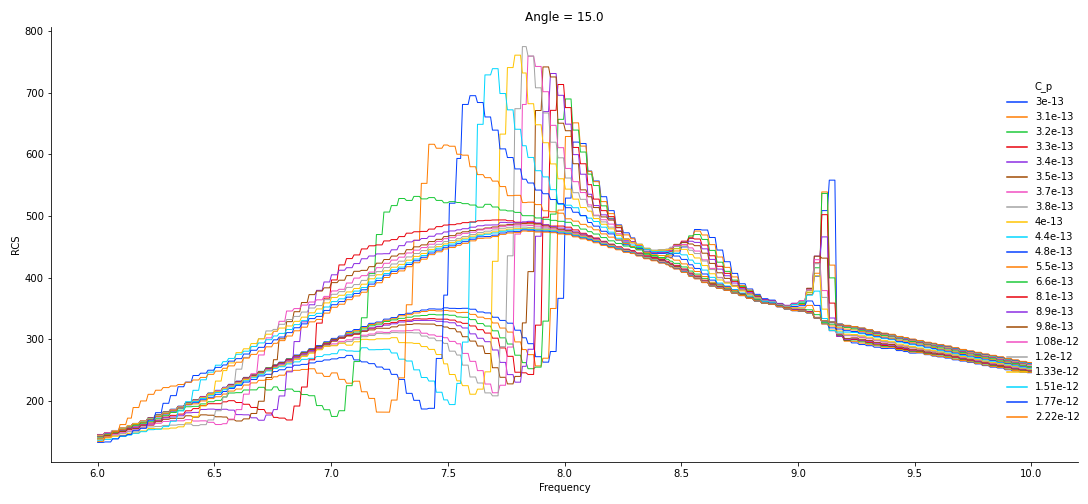 Angle = 15.0
800
700
600
500
400
300
200
RCS
6.0 6.5 7.0 7.5 8.0 8.5 9.0 9.5 10.0
Frequency
C_p
3e-13
3.1e-13
3.2e-13
3.3e-13
3.4e-13
3.5e-13
3.7e-13
3.8e-13
4e-13
4.4e-13
4.8e-13
5.5e-13
6.6e-13
8.1e-13
8.9e-13
9.8e-13
1.08e-12
1.2e-12
1.33e-12
1.51e-12
1.77e-12
2.22e-12